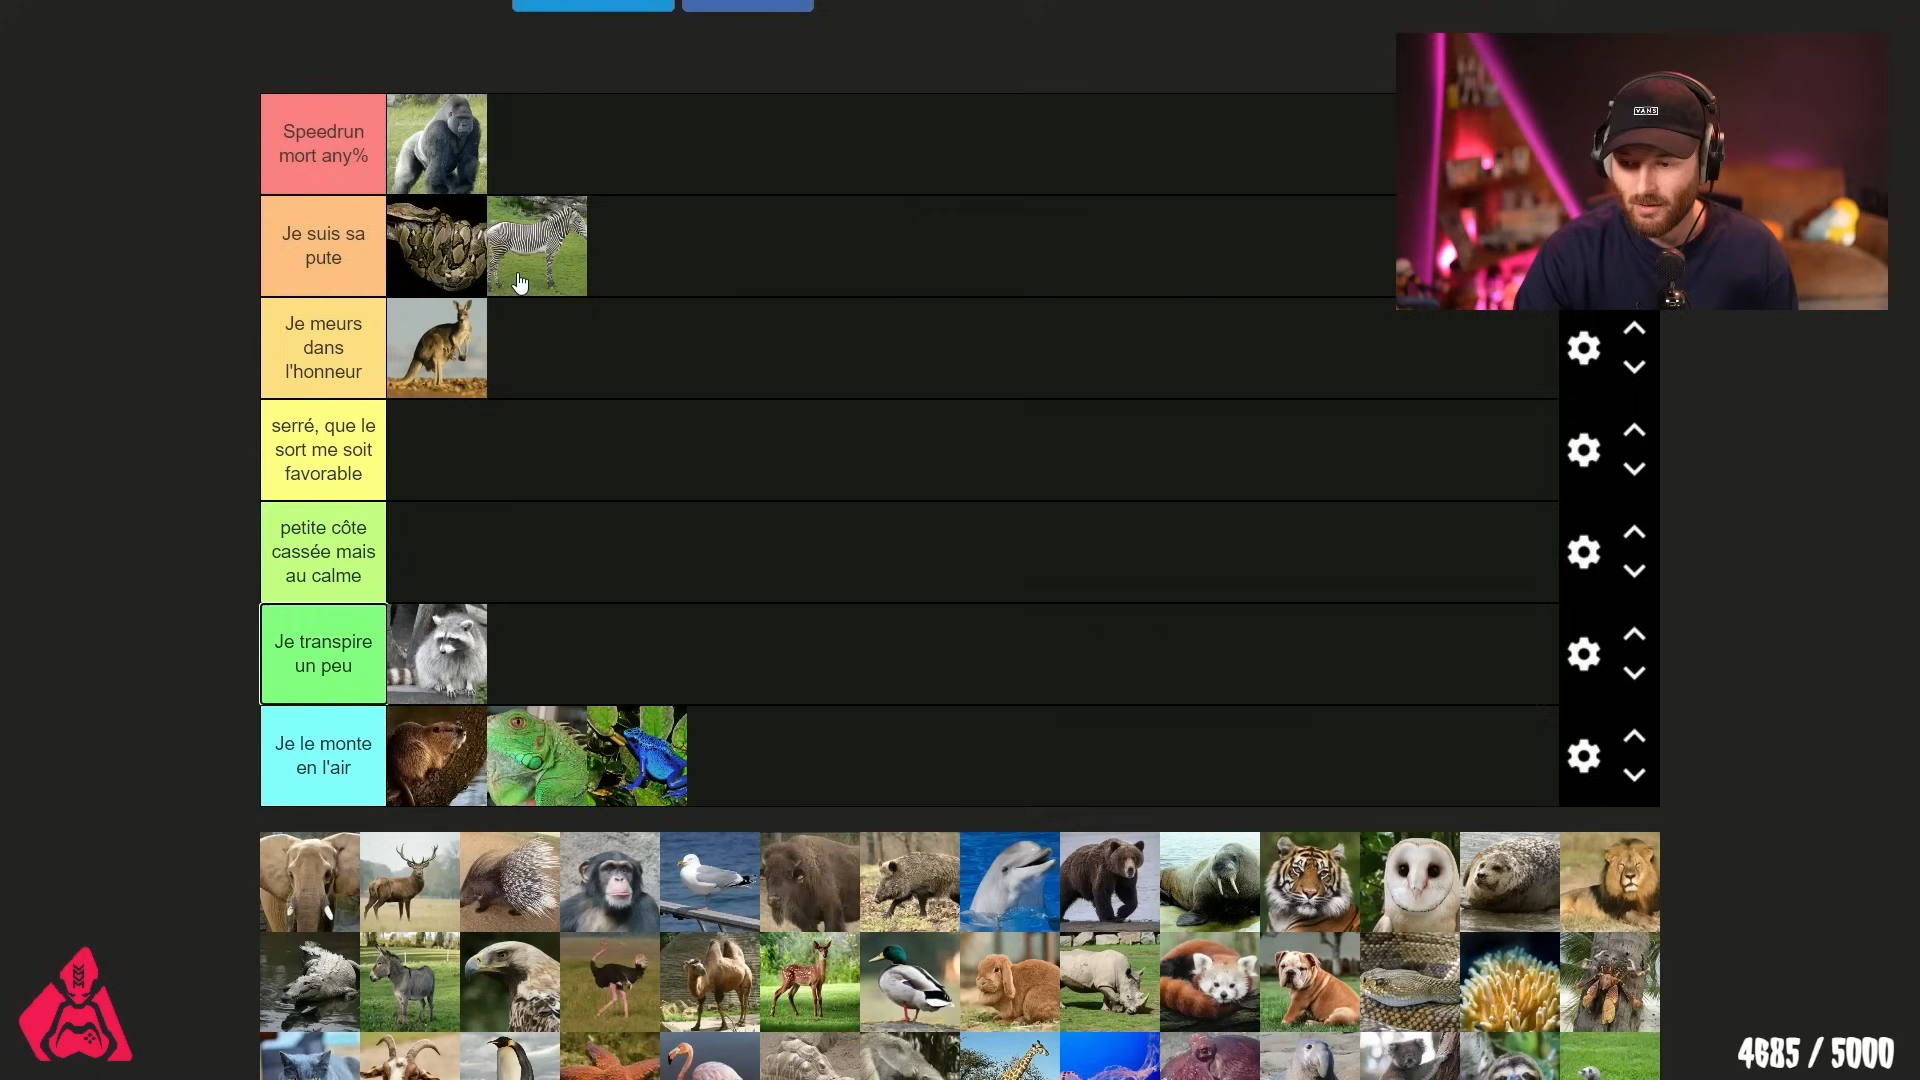 VANS
Speedrun
mort any%
Je suis sa
pute
Je meurs
dans
l'honneur
serré, que le
sort me soit
favorable
petite côte
cassée mais
au calme
Je transpire
un peu
Je le monte
en l'air
4685 / 5000